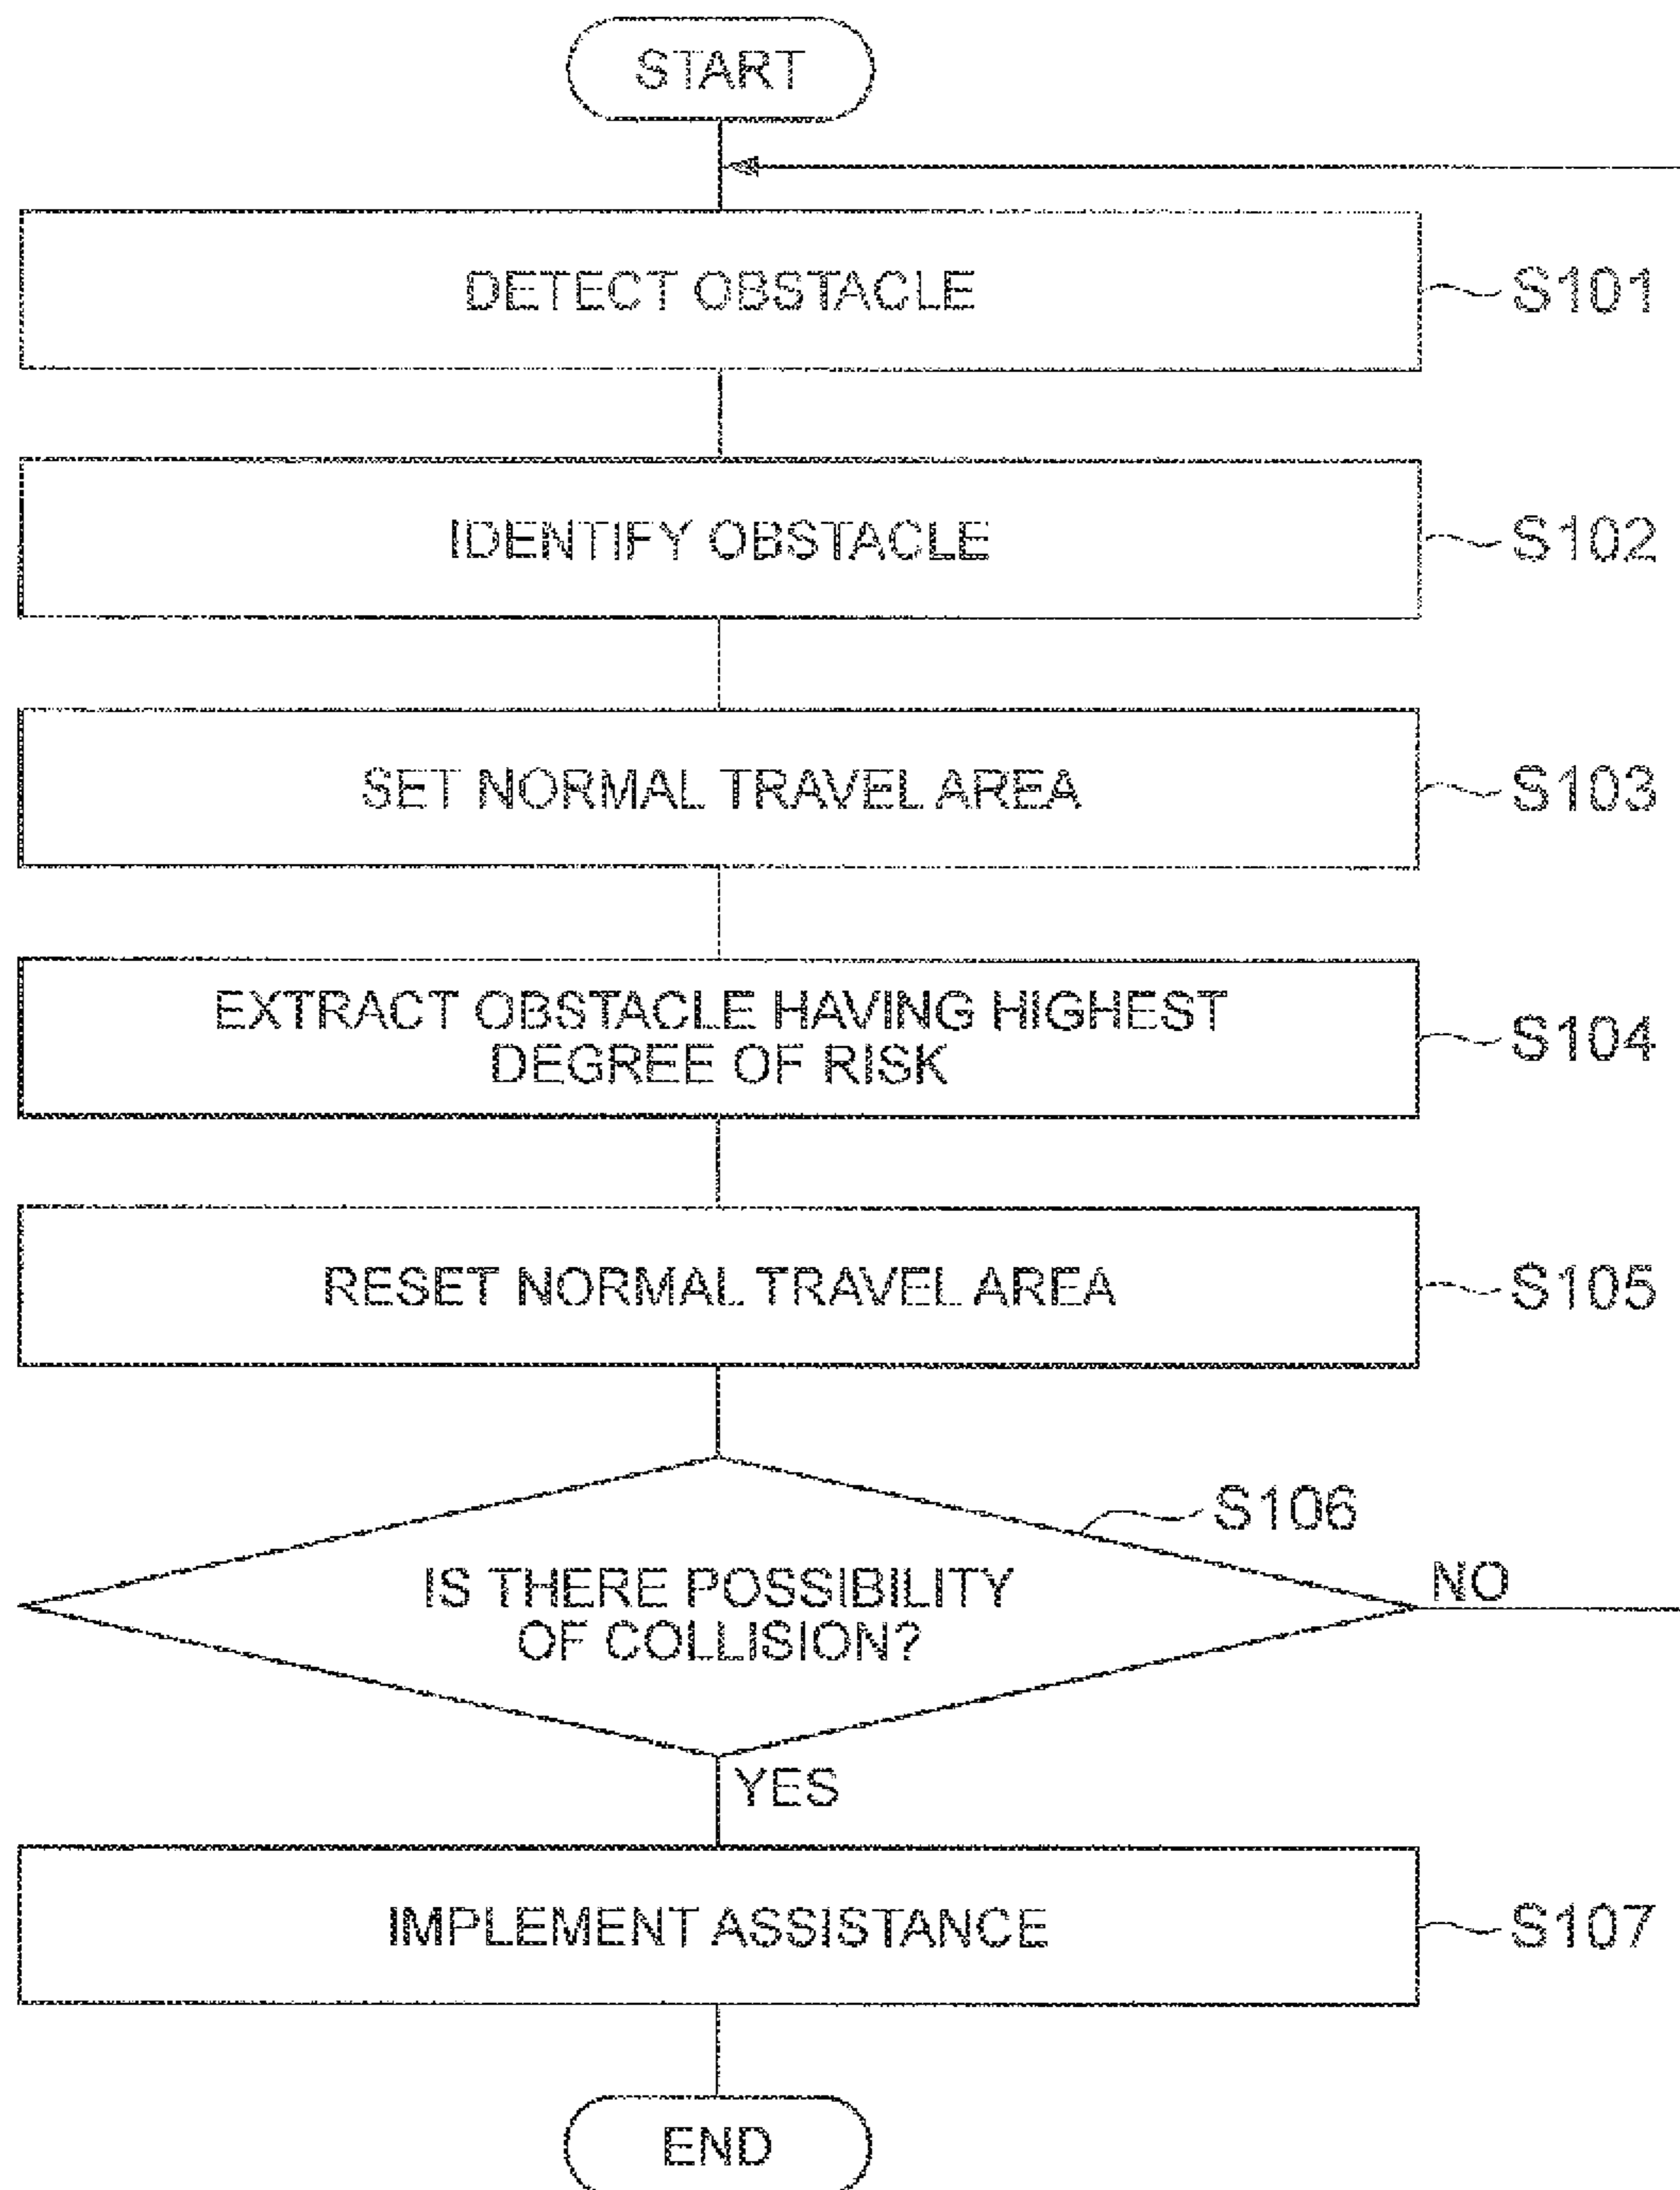 START
DETECT OBSTACLE
S101
IDENTIFY OBSTACLE
S102
SET NORMAL TRAVEL AREA
S103
EXTRACT OBSTACLE HAVING HIGHEST
DEGREE OF RISK
S104
RESET NORMAL TRAVEL AREA
S105
S106
IS THERE POSSIBILITY
OF COLLISION?
NO
YES
IMPLEMENT ASSISTANCE
S107
END